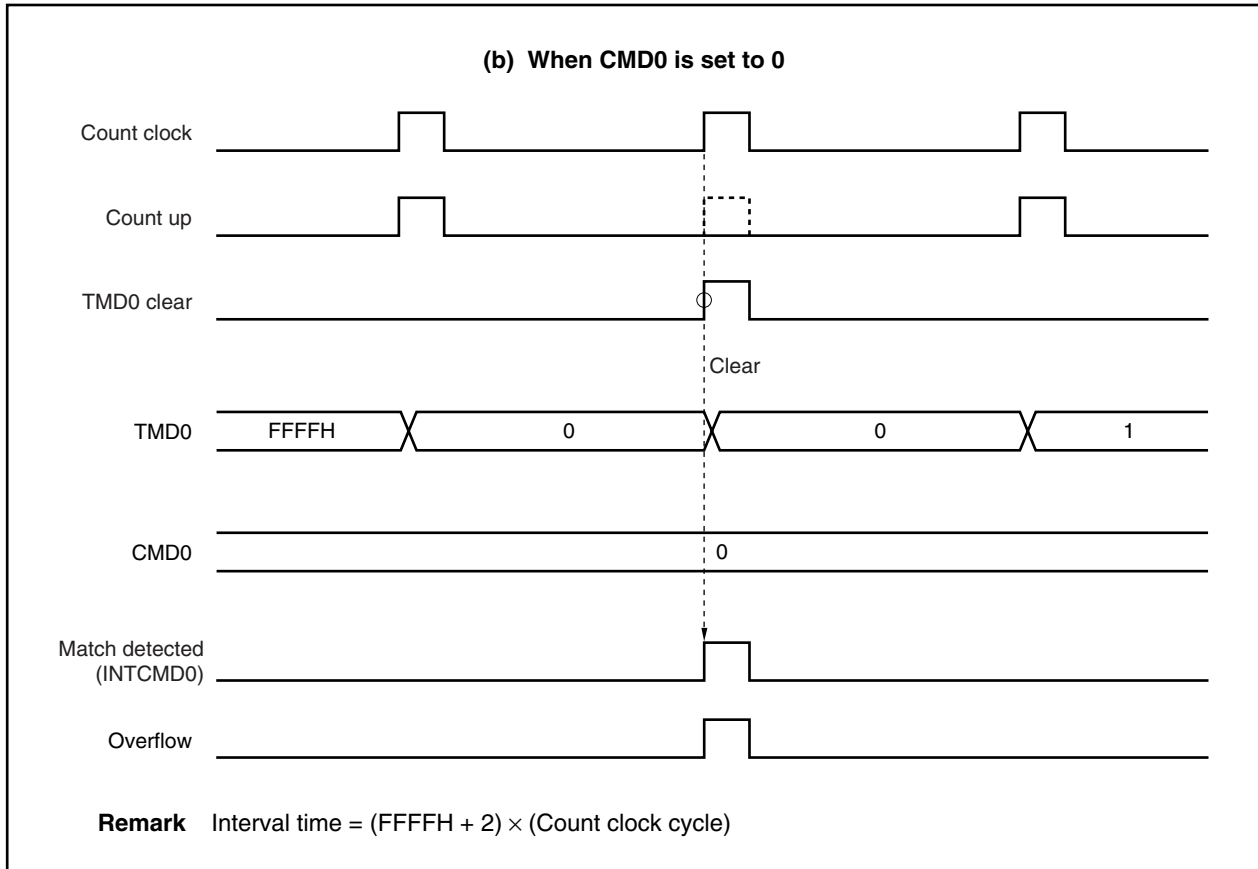 (b) When CMD0 is set to 0
Count clock
Count up
TMD0 clear
Clear
TMD0 FFFFH 0 0 1
CMD0 0
Match detected
(INTCMD0)
Overflow
Remark Interval time = (FFFFH + 2) × (Count clock cycle)